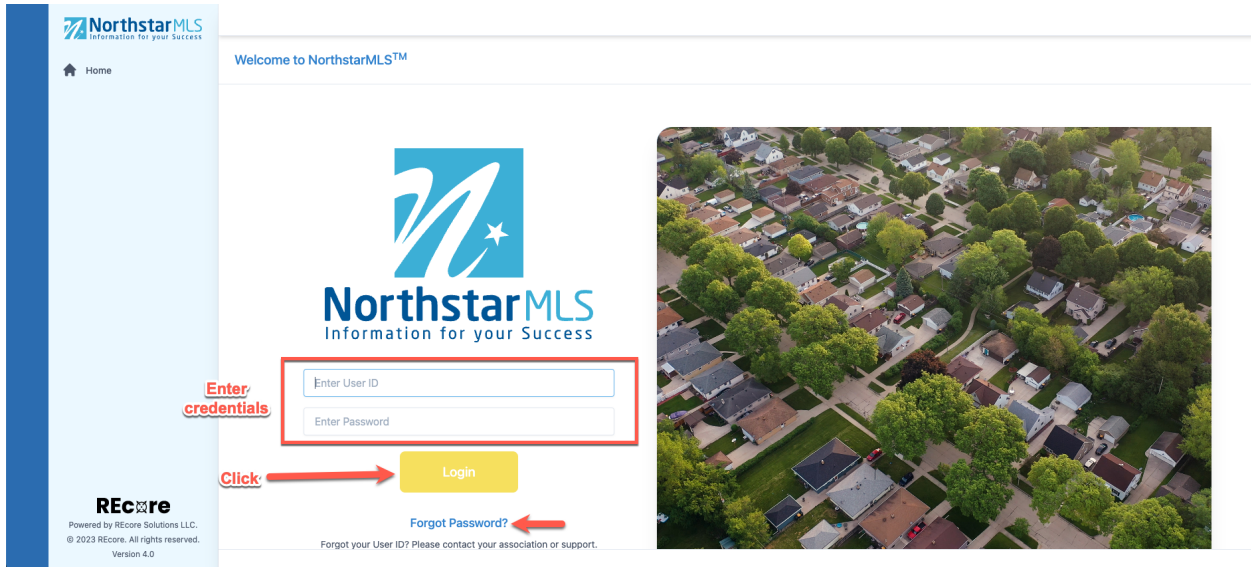 NorthstarMLS
Information for your Success
Home
Welcome to NorthstarMLS™
NorthstarMLS
Information for your Success
Enter credentials
Enter User ID
Enter Password
Click
Login
Forgot Password?
Forgot your User ID? Please contact your association or support.
REcore
Powered by REcore Solutions LLC.
© 2023 REcore. All rights reserved.
Version 4.0